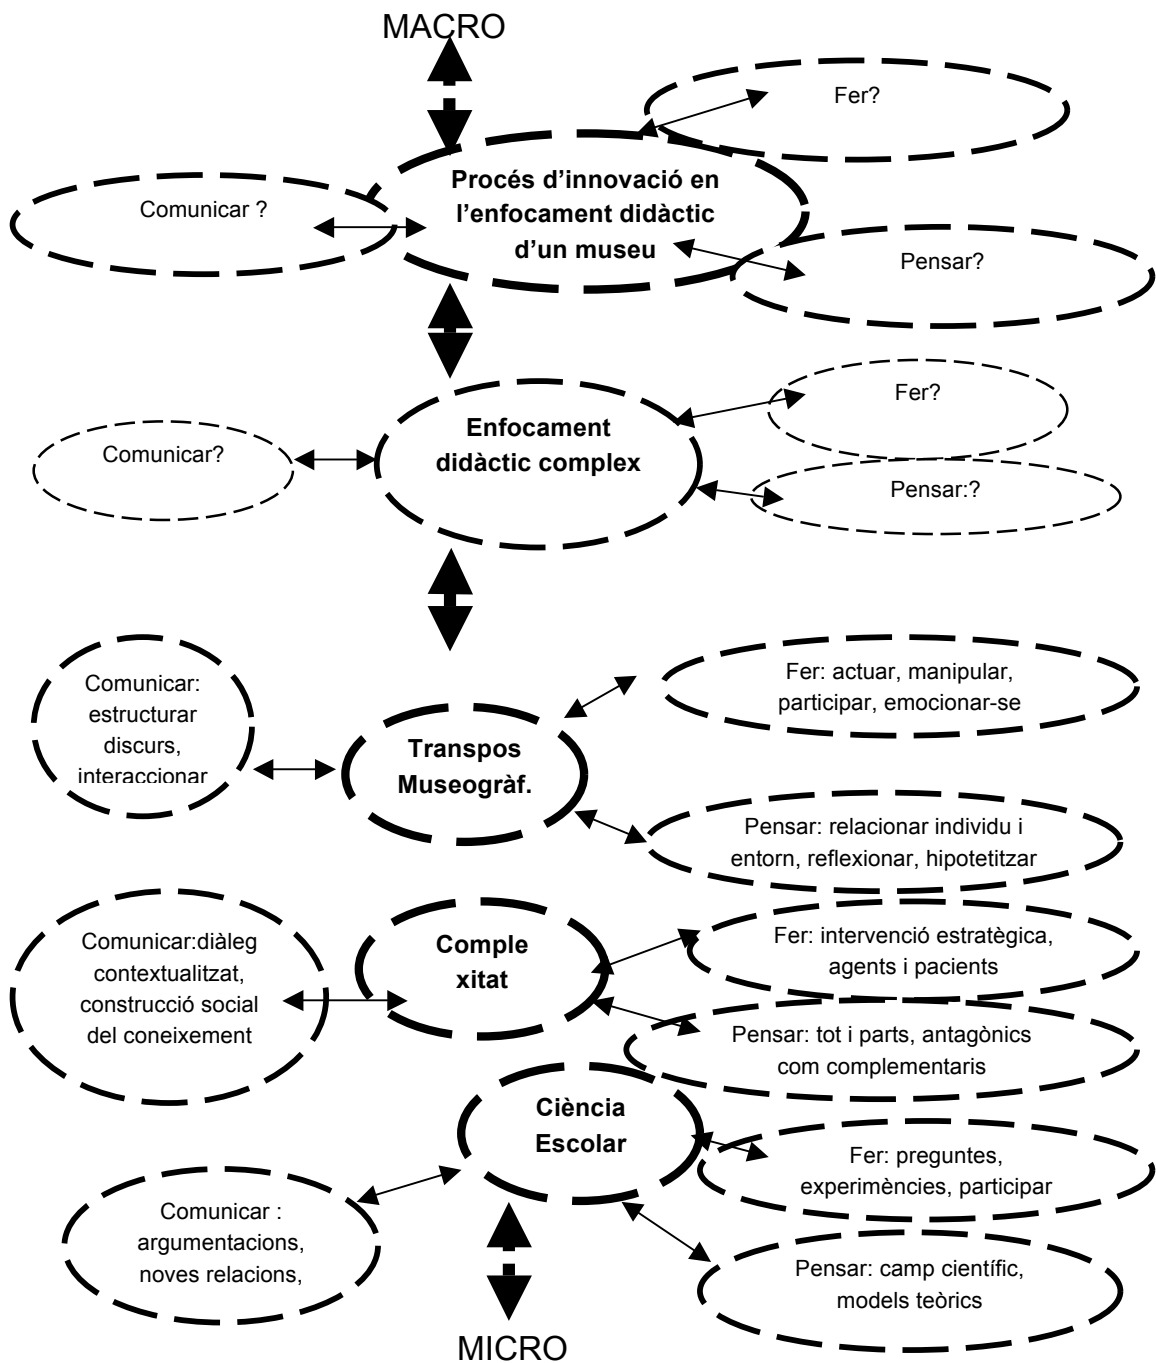 MACRO
Fer?
Procés d'innovació en
l'enfocament didàctic
d'un museu
Comunicar ?
Pensar?
Fer?
Enfocament
didàctic complex
Comunicar?
Pensar:?
Fer: actuar, manipular,
participar, emocionar-se
Comunicar:
estructurar
discurs,
interaccionar
Transpos
Museogràf.
Pensar: relacionar individu i
entorn, reflexionar, hipotetitzar
Comunicar:diàleg
contextualitzat,
construcció social
del coneixement
Comple
xitat
Fer: intervenció estratègica,
agents i pacients
Pensar: tot i parts, antagònics
com complementaris
Ciència
Escolar
Fer: preguntes,
experimències, participar
Comunicar :
argumentacions,
noves relacions,
Pensar: camp científic,
models teòrics
MICRO